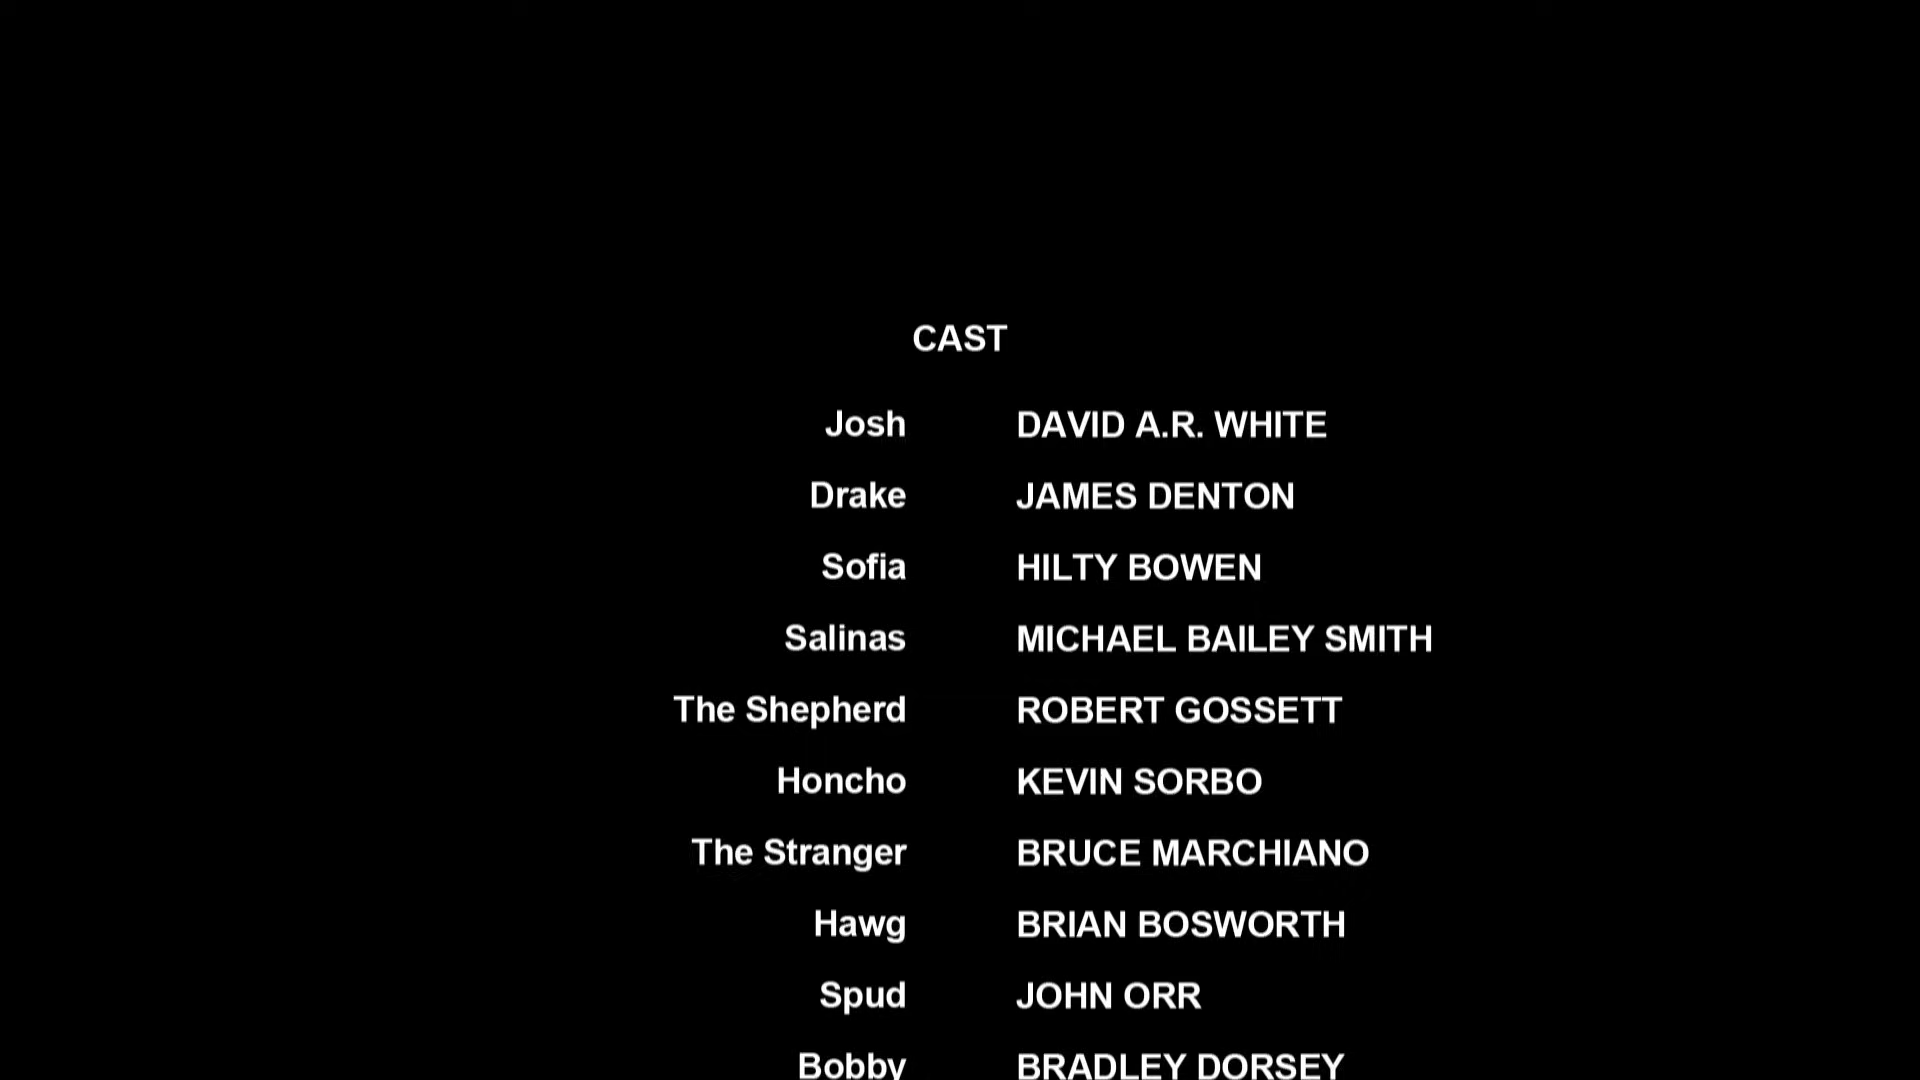 CAST
Josh DAVID A.R. WHITE
Drake JAMES DENTON
Sofia HILTY BOWEN
Salinas MICHAEL BAILEY SMITH
The Shepherd ROBERT GOSSETT
Honcho KEVIN SORBO
The Stranger BRUCE MARCHIANO
Hawg BRIAN BOSWORTH
Spud JOHN ORR
Bobby BRADLEY DORSEY